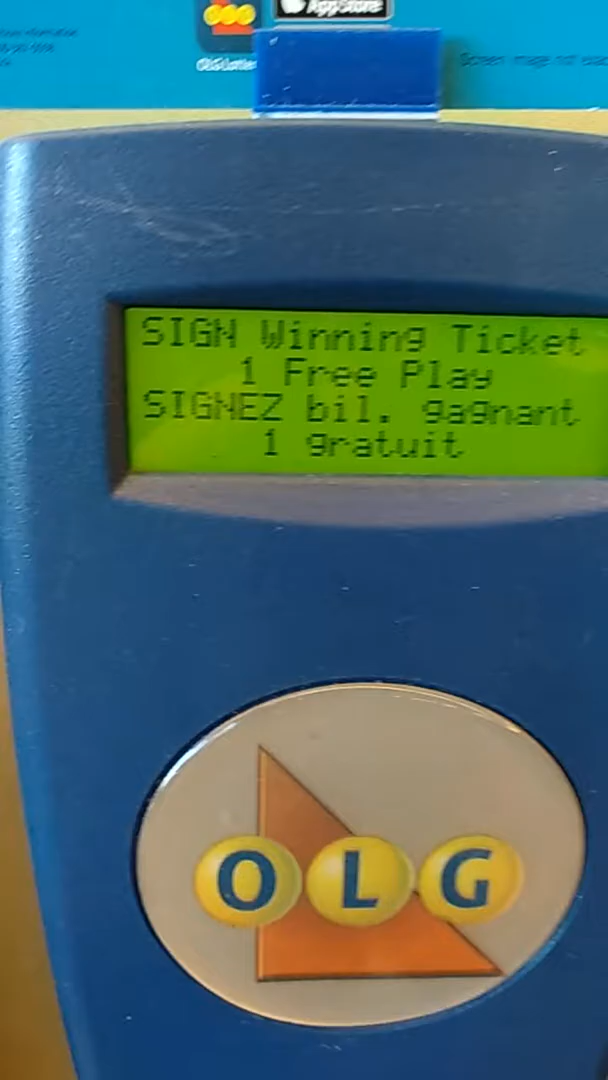 App Store
SIGN Winning Ticket
1 Free Play
SIGNEZ bil. gagnant
1 gratuit
OLG